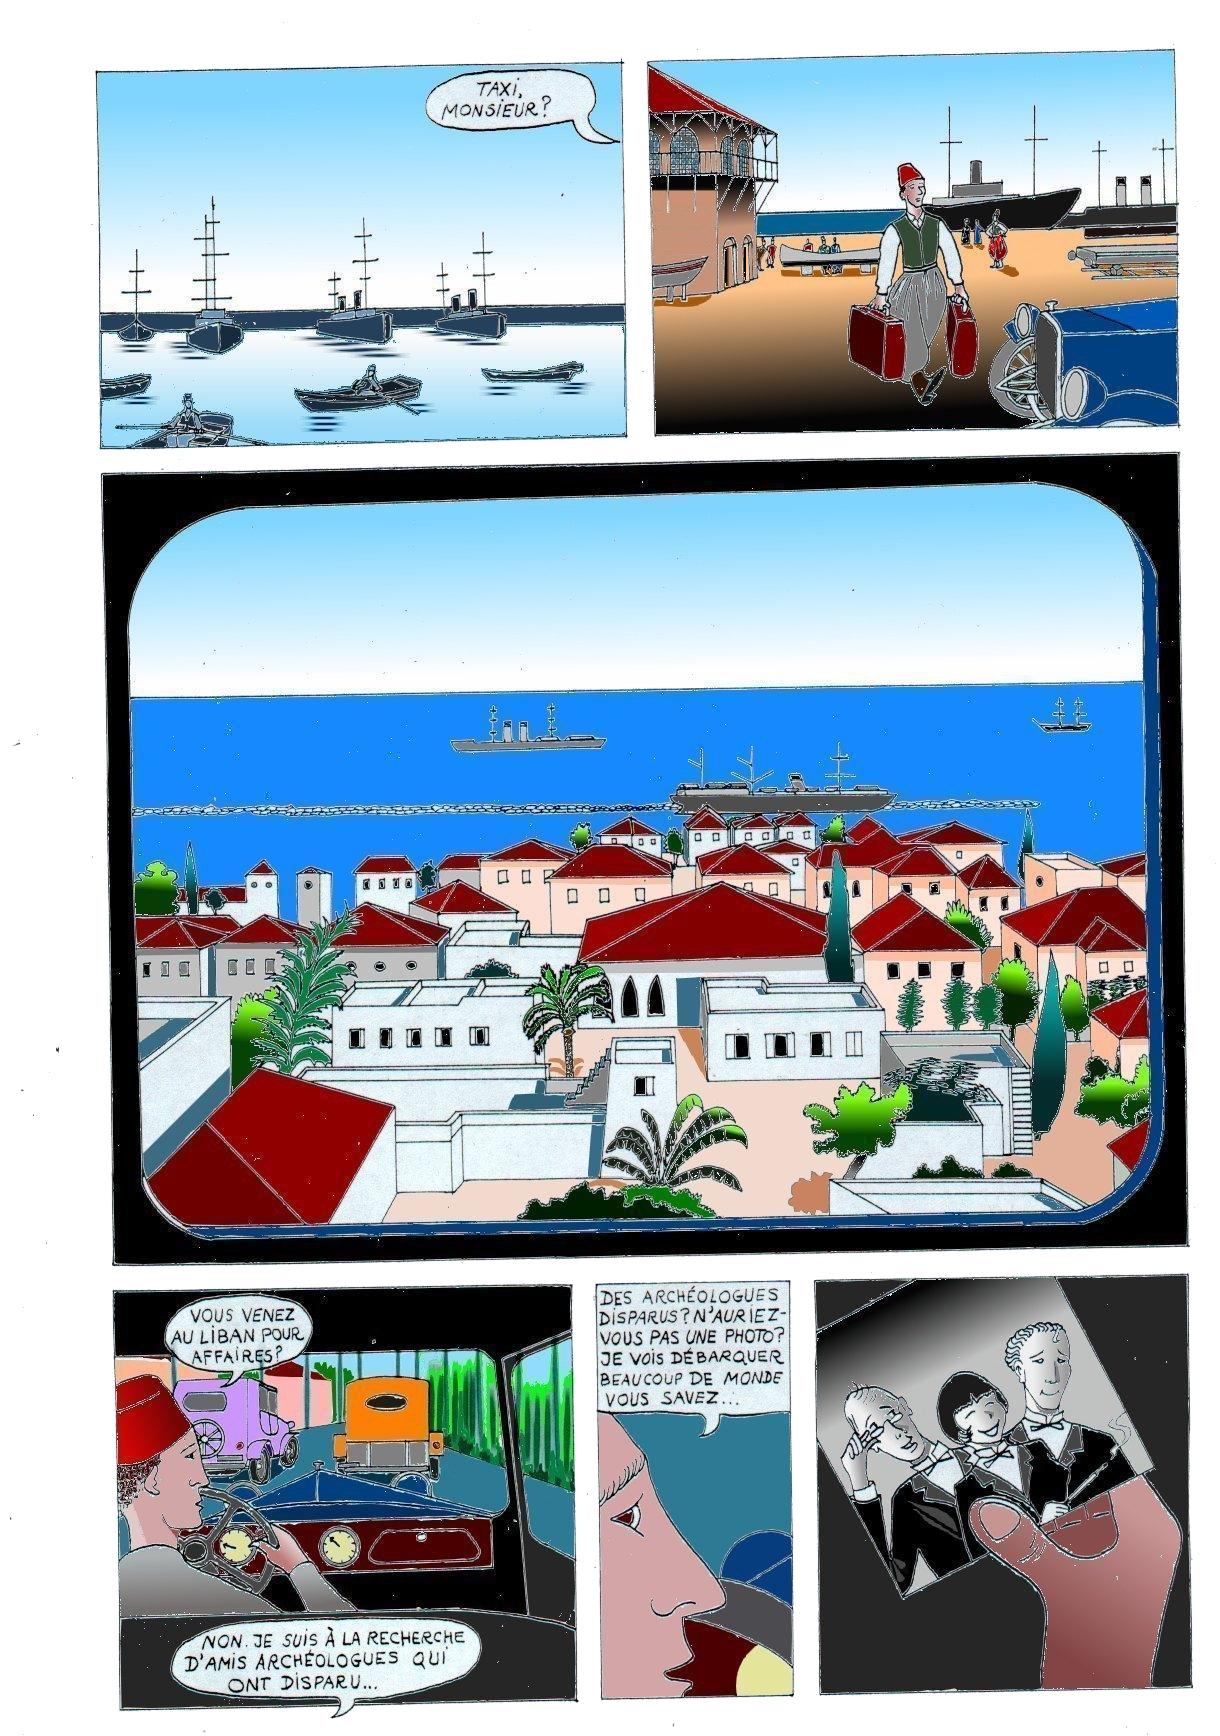 TAXI,
MONSIEUR?
VOUS VENEZ
AU LIBAN POUR
AFFAIRES?
NON. JE SUIS À LA RECHERCHE
D'AMIS ARCHÉOLOGUES QUI
ONT DISPARU...
DES ARCHÉOLOGUES
DISPARUS? N'AURIEZ-
VOUS PAS UNE PHOTO?
JE VOIS DÉBARQUER
BEAUCOUP DE MONDE
VOUS SAVEZ...